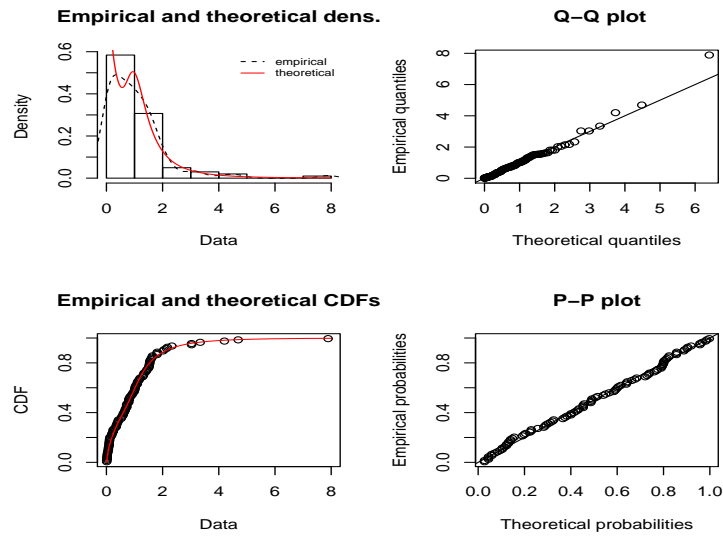 Empirical and theoretical dens.
Density
0.0 0.2 0.4 0.6
empirical
theoretical
0 2 4 6 8
Data
Q−Q plot
Empirical quantiles
0 2 4 6 8
0 1 2 3 4 5 6
Theoretical quantiles
Empirical and theoretical CDFs
CDF
0.0 0.4 0.8
0 2 4 6 8
Data
P−P plot
Empirical probabilities
0.0 0.4 0.8
0.0 0.2 0.4 0.6 0.8 1.0
Theoretical probabilities